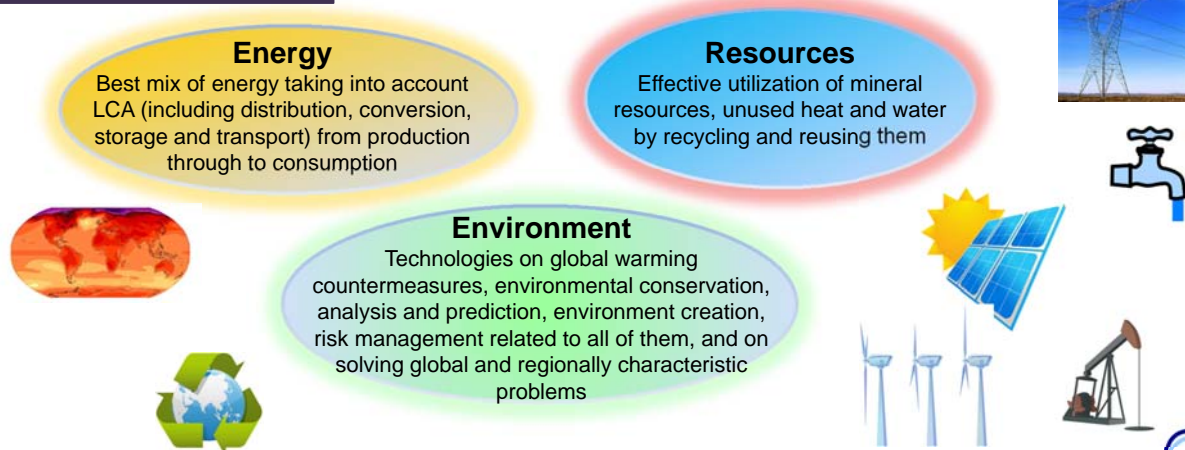 Energy
Best mix of energy taking into account
LCA (including distribution, conversion,
storage and transport) from production
through to consumption
Resources
Effective utilization of mineral
resources, unused heat and water
by recycling and reusing them
Environment
Technologies on global warming
countermeasures, environmental conservation,
analysis and prediction, environment creation,
risk management related to all of them, and on
solving global and regionally characteristic
problems